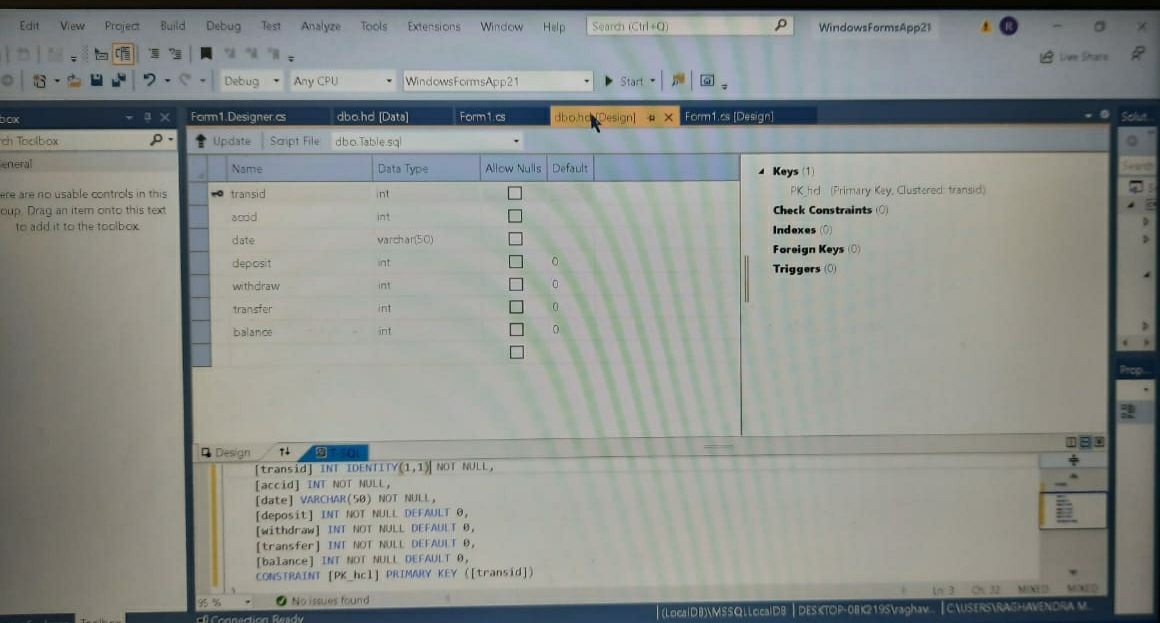 Edit View Project Build Debug Test Analyze Tools Extensions Window Help Search (Ctrl+Q) WindowsFormsApp21 R
Live Share
Debug Any CPU WindowsFormsApp21 Start
box Form1.Designer.cs dbo.hd [Data] Form1.cs dbo.hd [Design] Form1.cs [Design] Solut...
ch Toolbox Update Script File dbo.Table.sql
eneral Name Data Type Allow Nulls Default Keys (1)
ere are no usable controls in this transid int PK_hd (Primary Key, Clustered: transid)
oup. Drag an item onto this text accid int Check Constraints (0)
to add it to the toolbox. date varchar(50) Indexes (0)
deposit int 0 Foreign Keys (0)
withdraw int 0 Triggers (0)
transfer int 0
balance int 0
Prop...
Design T-SQL
[transid] INT IDENTITY(1,1) NOT NULL,
[accid] INT NOT NULL,
[date] VARCHAR(50) NOT NULL,
[deposit] INT NOT NULL DEFAULT 0,
[withdraw] INT NOT NULL DEFAULT 0,
[transfer] INT NOT NULL DEFAULT 0,
[balance] INT NOT NULL DEFAULT 0,
CONSTRAINT [PK_hcl] PRIMARY KEY ([transid])
95 % No issues found Ln: 3 Ch: 32 MIXED MIXED
Connection Ready (LocalDB)\MSSQLLocalDB DESKTOP-08K219S\raghav... C:\USERS\RAGHAVENDRA M...
Toolbox